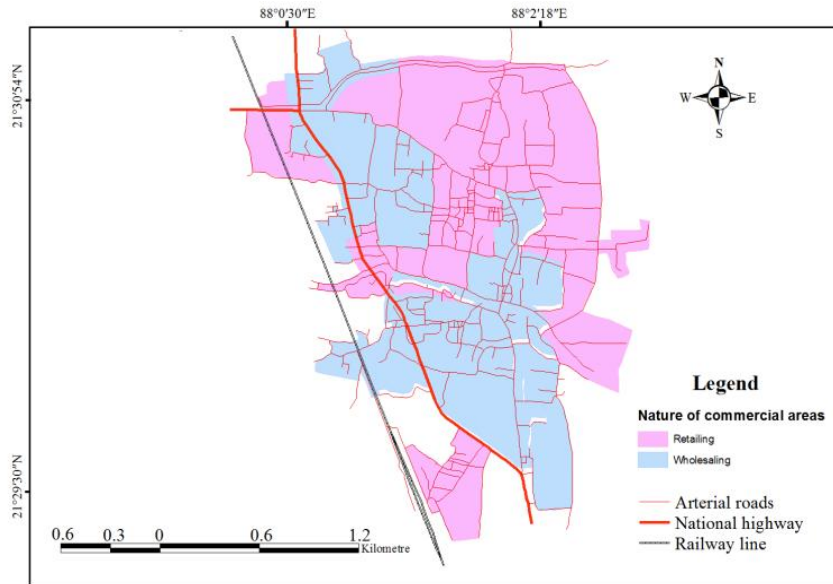 88°0'30"E 88°2'18"E
21°30'54"N
N
W E
S
Legend
Nature of commercial areas
Retailing
Wholesaling
Arterial roads
National highway
Railway line
21°29'30"N
0.6 0.3 0 0.6 1.2
Kilometre